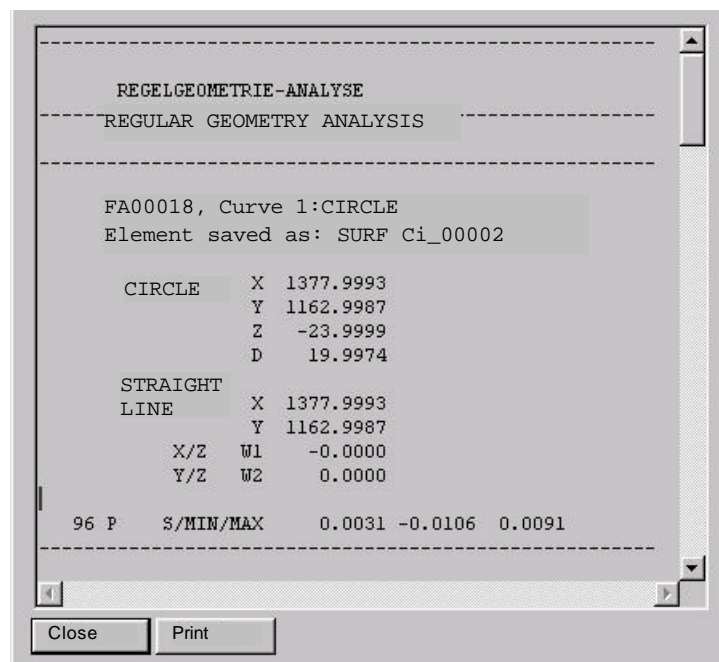 REGELGEOMETRIE-ANALYSE
REGULAR GEOMETRY ANALYSIS
FA00018, Curve 1:CIRCLE
Element saved as: SURF Ci_00002
CIRCLE X 1377.9993
Y 1162.9987
Z -23.9999
D 19.9974
STRAIGHT
LINE X 1377.9993
Y 1162.9987
X/Z W1 -0.0000
Y/Z W2 0.0000
96 P S/MIN/MAX 0.0031 -0.0106 0.0091
Close Print